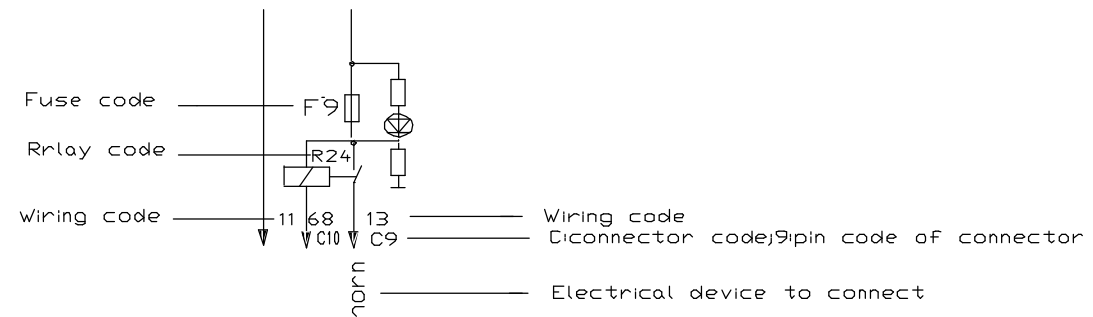 Fuse code
F-9
Rrlay code
R24
Wiring code
11 68 13
Wiring code
C10 C9
C:connector code;9:pin code of connector
horn
Electrical device to connect